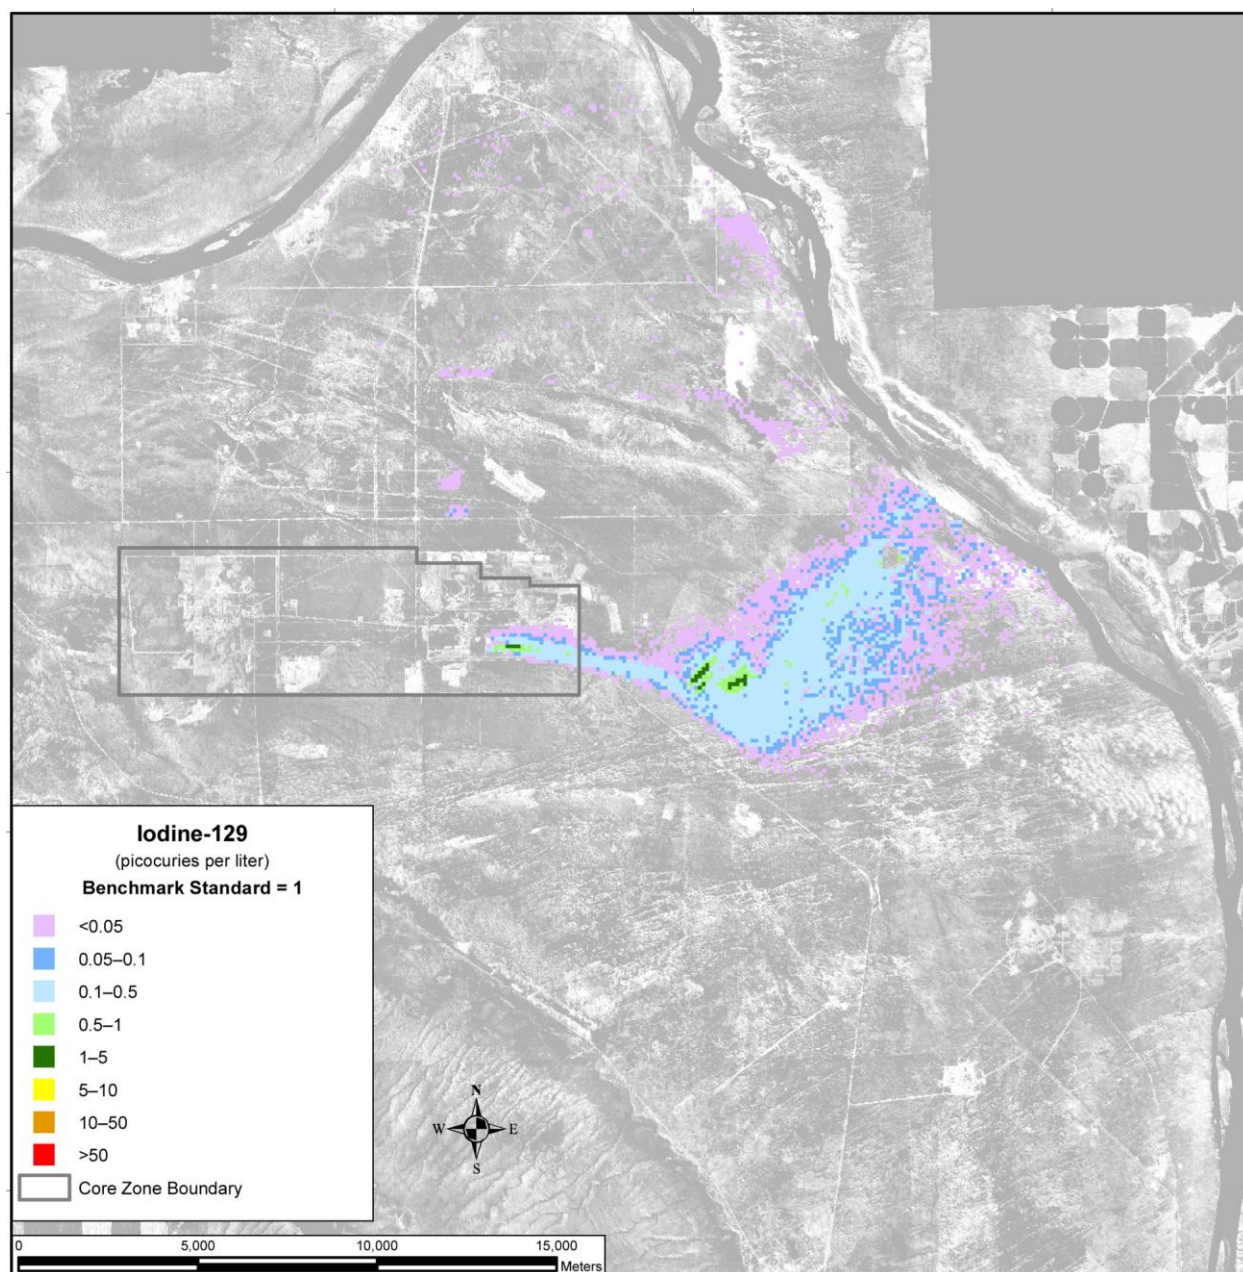 Iodine-129
(picocuries per liter)
Benchmark Standard = 1
<0.05
0.05–0.1
0.1–0.5
0.5–1
1–5
5–10
10–50
>50
Core Zone Boundary
N
W E
S
0 5,000 10,000 15,000
Meters